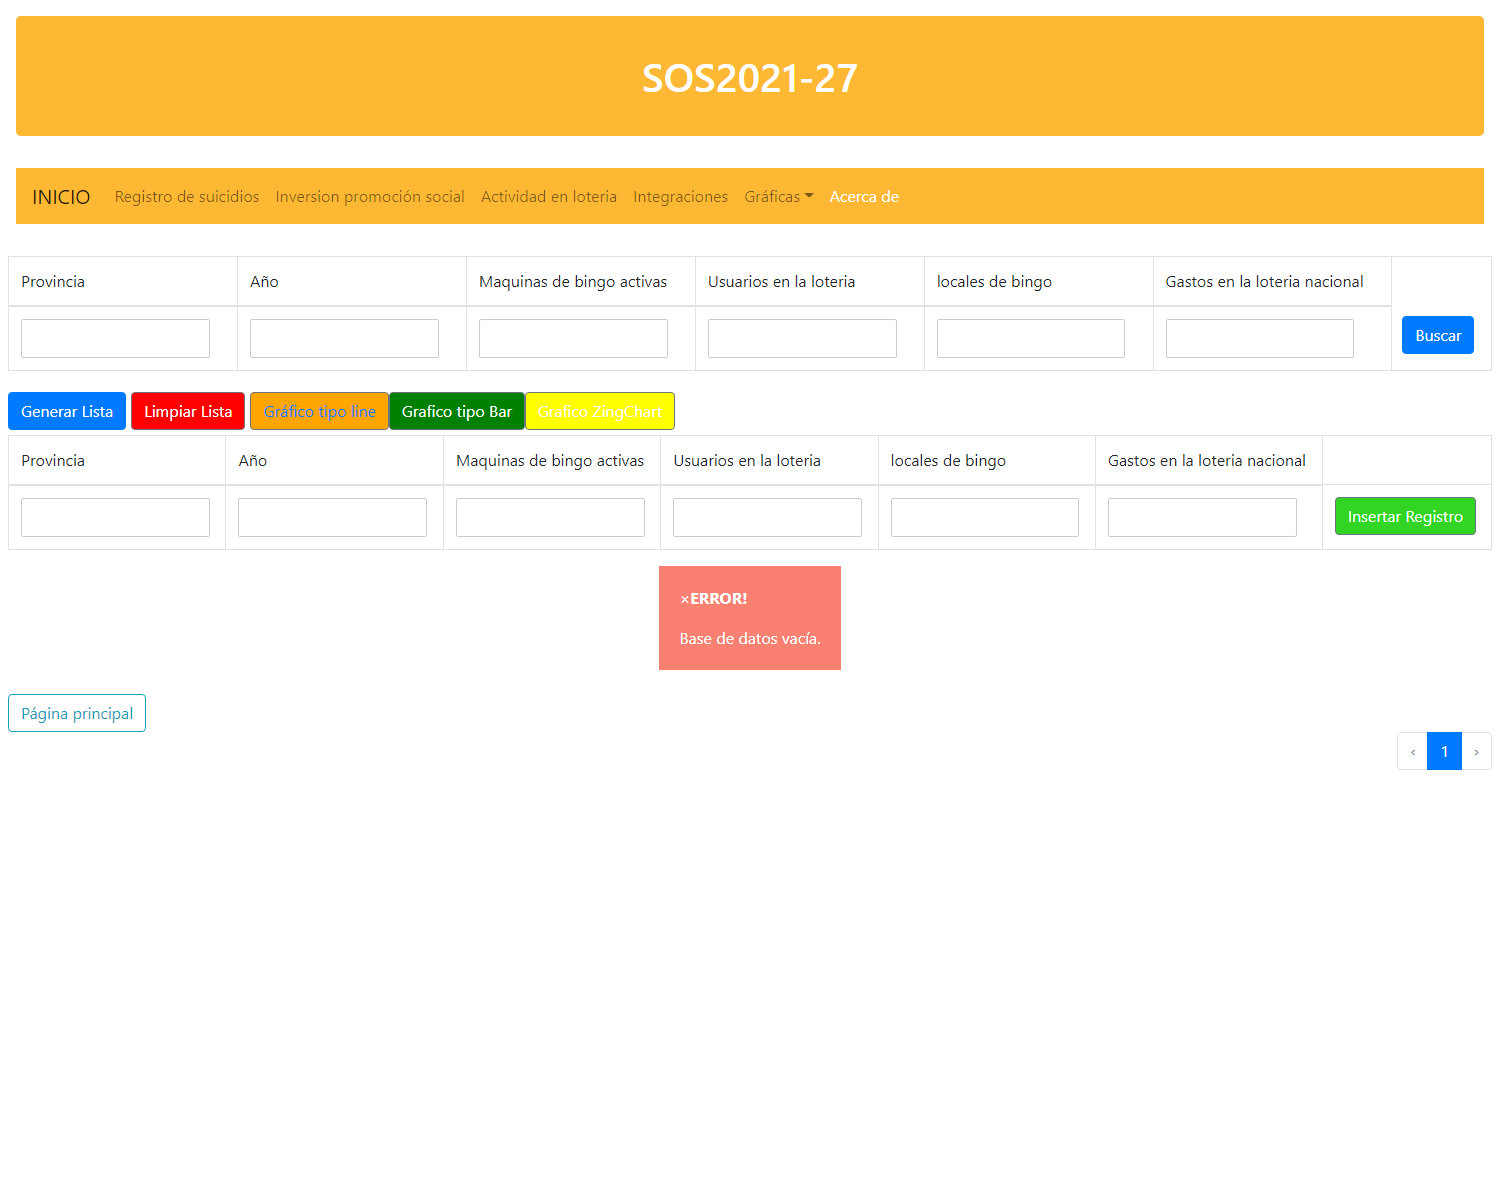 SOS2021-27
INICIO Registro de suicidios Inversion promoción social Actividad en loteria Integraciones Gráficas Acerca de
Provincia Año Maquinas de bingo activas Usuarios en la loteria locales de bingo Gastos en la loteria nacional
Buscar
Generar Lista Limpiar Lista Gráfico tipo line Grafico tipo Bar Grafico ZingChart
Provincia Año Maquinas de bingo activas Usuarios en la loteria locales de bingo Gastos en la loteria nacional
Insertar Registro
×ERROR!
Base de datos vacía.
Página principal
‹ 1 ›